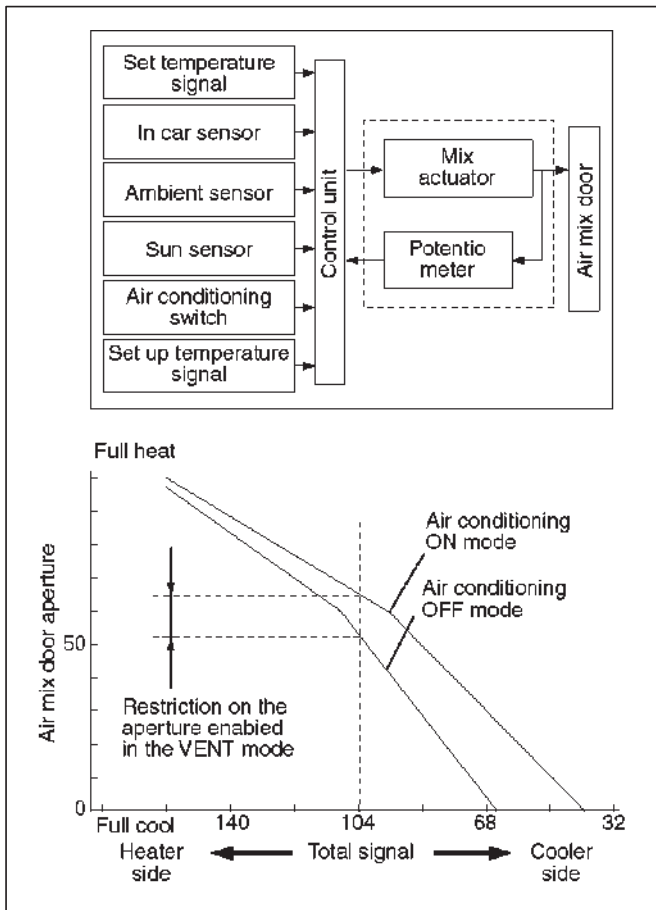 Set temperature
signal
In car sensor
Ambient sensor
Sun sensor
Air conditioning
switch
Set up temperature
signal
Control unit
Mix
actuator
Potentio
meter
Air mix door
Full heat
Air mix door aperture
50
0
Air conditioning
ON mode
Air conditioning
OFF mode
Restriction on the
aperture enabied
in the VENT mode
Full cool
140
104
68
32
Heater
side
Total signal
Cooler
side